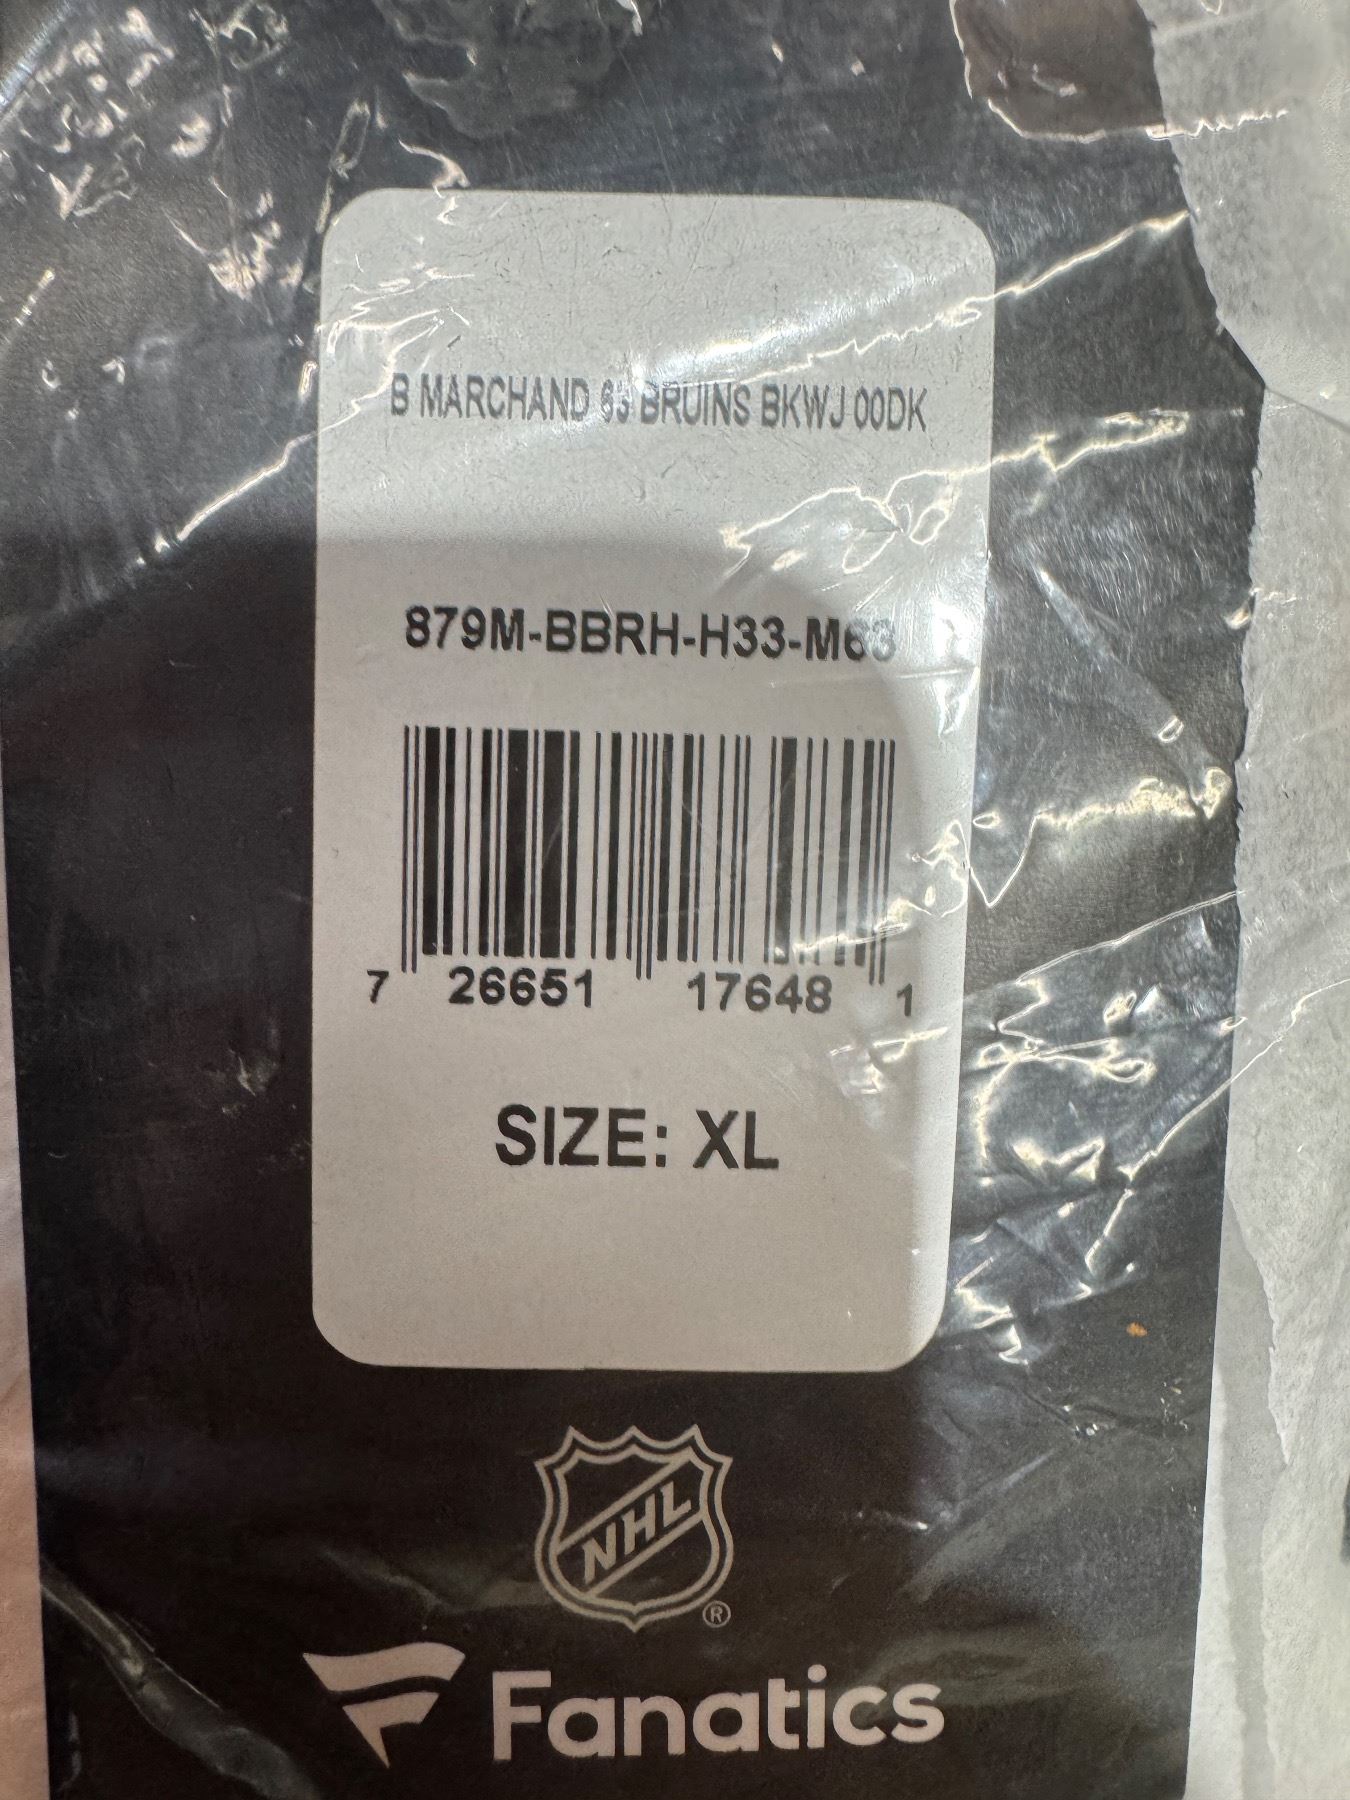 B MARCHAND 63 BRUINS BKWJ 00DK
879M-BBRH-H33-M63
7 26651 17648 1
SIZE: XL
NHL
®
Fanatics